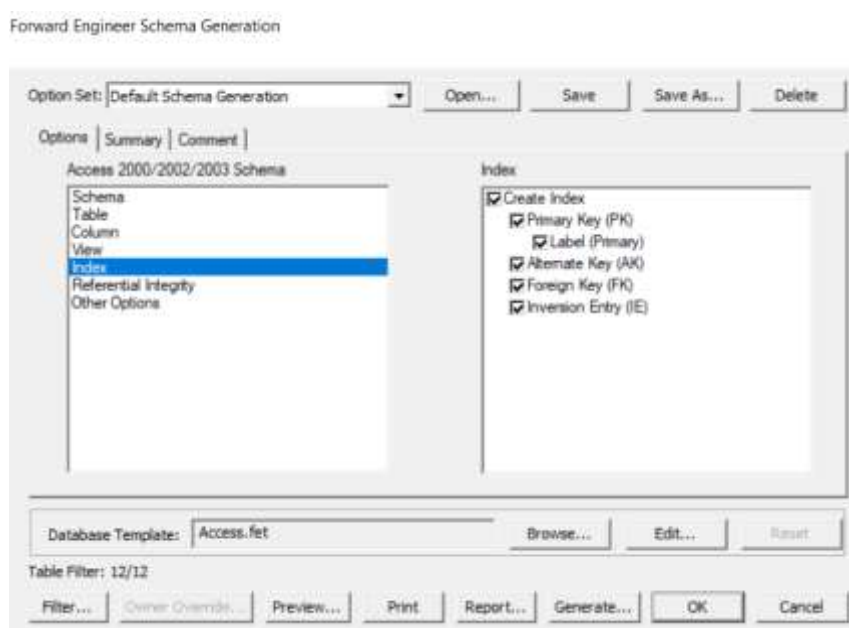 Forward Engineer Schema Generation
Option Set: Default Schema Generation Open... Save Save As... Delete
Options Summary Comment
Access 2000/2002/2003 Schema
Schema
Table
Column
View
Index
Referential Integrity
Other Options
Index
Create Index
Primary Key (PK)
Label (Primary)
Alternate Key (AK)
Foreign Key (FK)
Inversion Entry (IE)
Database Template: Access.fet Browse... Edit... Reset
Table Filter: 12/12
Filter... Owner Override... Preview... Print Report... Generate... OK Cancel